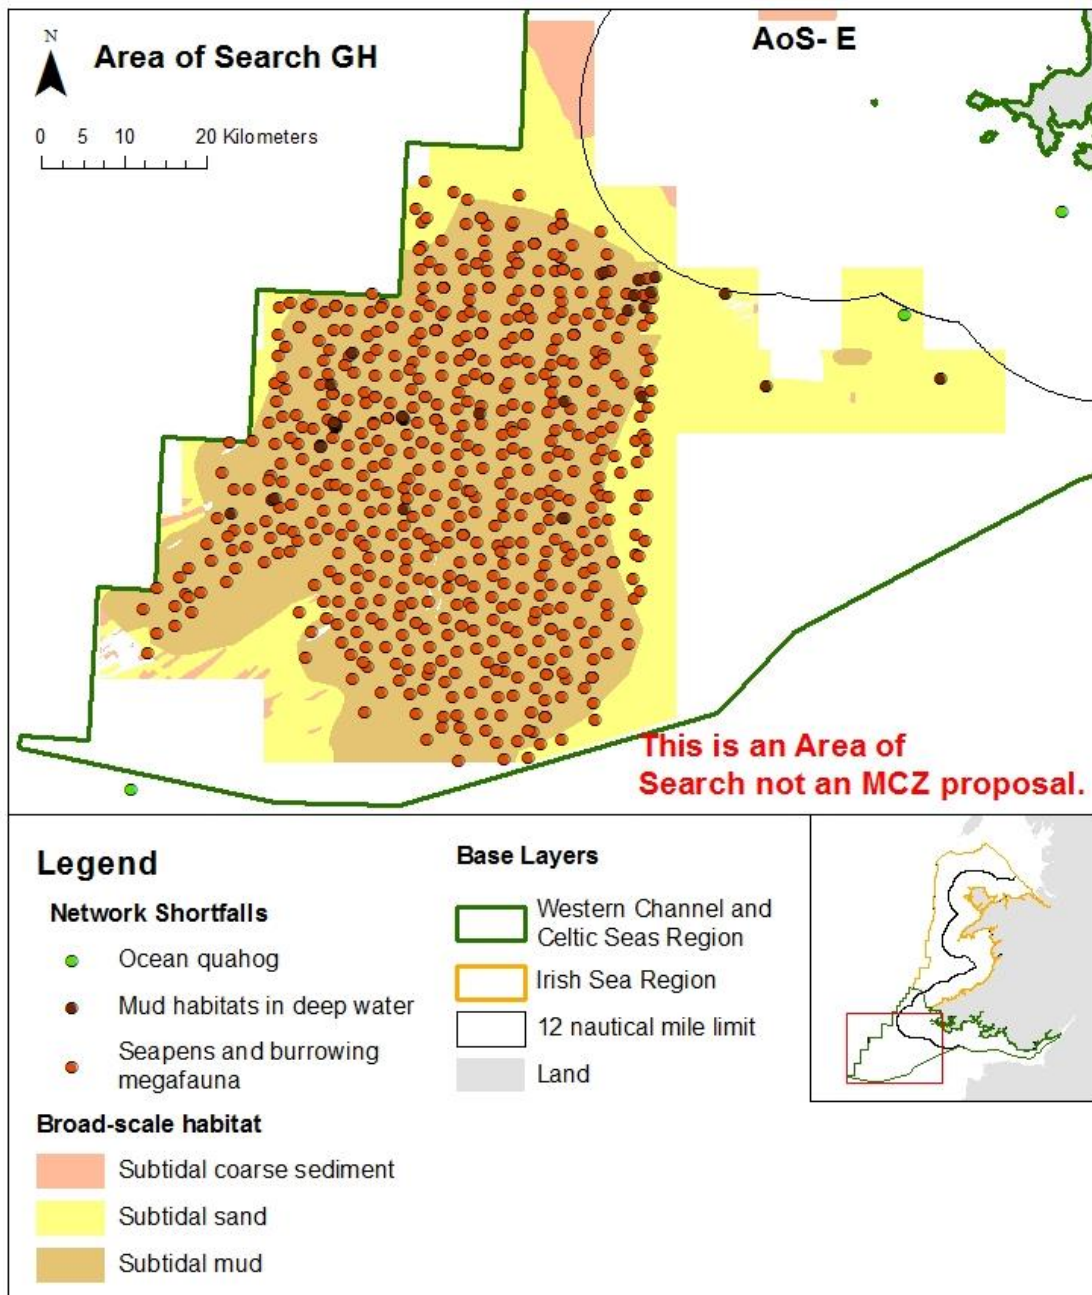 N
Area of Search GH
AoS- E
0 5 10 20 Kilometers
This is an Area of
Search not an MCZ proposal.
Legend
Network Shortfalls
Ocean quahog
Mud habitats in deep water
Seapens and burrowing
megafauna
Broad-scale habitat
Subtidal coarse sediment
Subtidal sand
Subtidal mud
Base Layers
Western Channel and
Celtic Seas Region
Irish Sea Region
12 nautical mile limit
Land